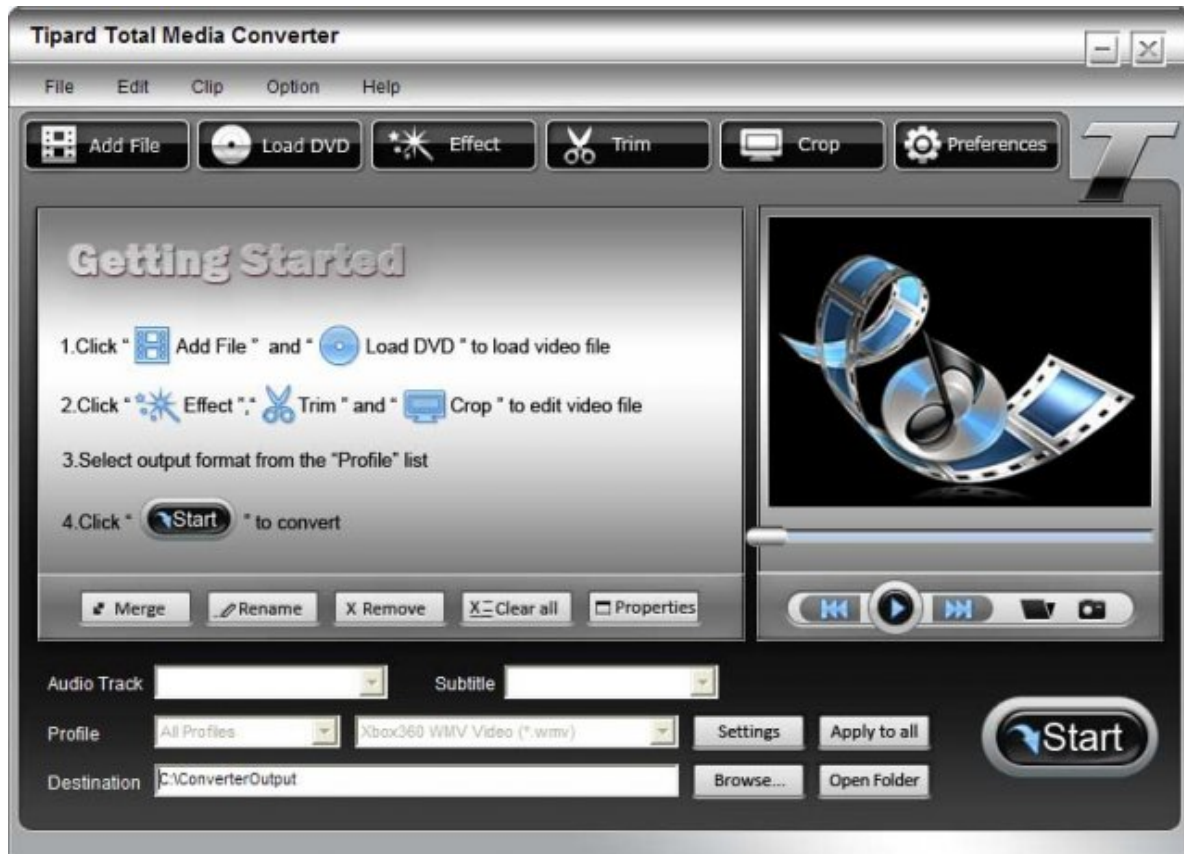 Tipard Total Media Converter
File Edit Clip Option Help
Add File Load DVD Effect Trim Crop Preferences
T
Getting Started
1.Click “ Add File ” and “ Load DVD ” to load video file
2.Click “ Effect ”,“ Trim ” and “ Crop ” to edit video file
3.Select output format from the “Profile” list
4.Click “ Start ” to convert
Merge Rename X Remove X Clear all Properties
Audio Track Subtitle
Profile All Profiles Xbox360 WMV Video (*.wmv) Settings Apply to all
Start
Destination C:\ConverterOutput Browse... Open Folder